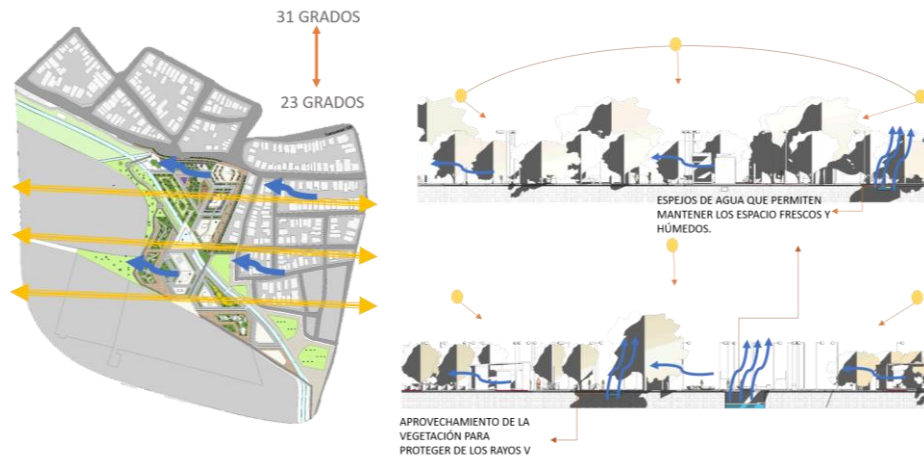 31 GRADOS
23 GRADOS
ESPEJOS DE AGUA QUE PERMITEN
MANTENER LOS ESPACIO FRESCOS Y
HÚMEDOS.
APROVECHAMIENTO DE LA
VEGETACIÓN PARA
PROTEGER DE LOS RAYOS V